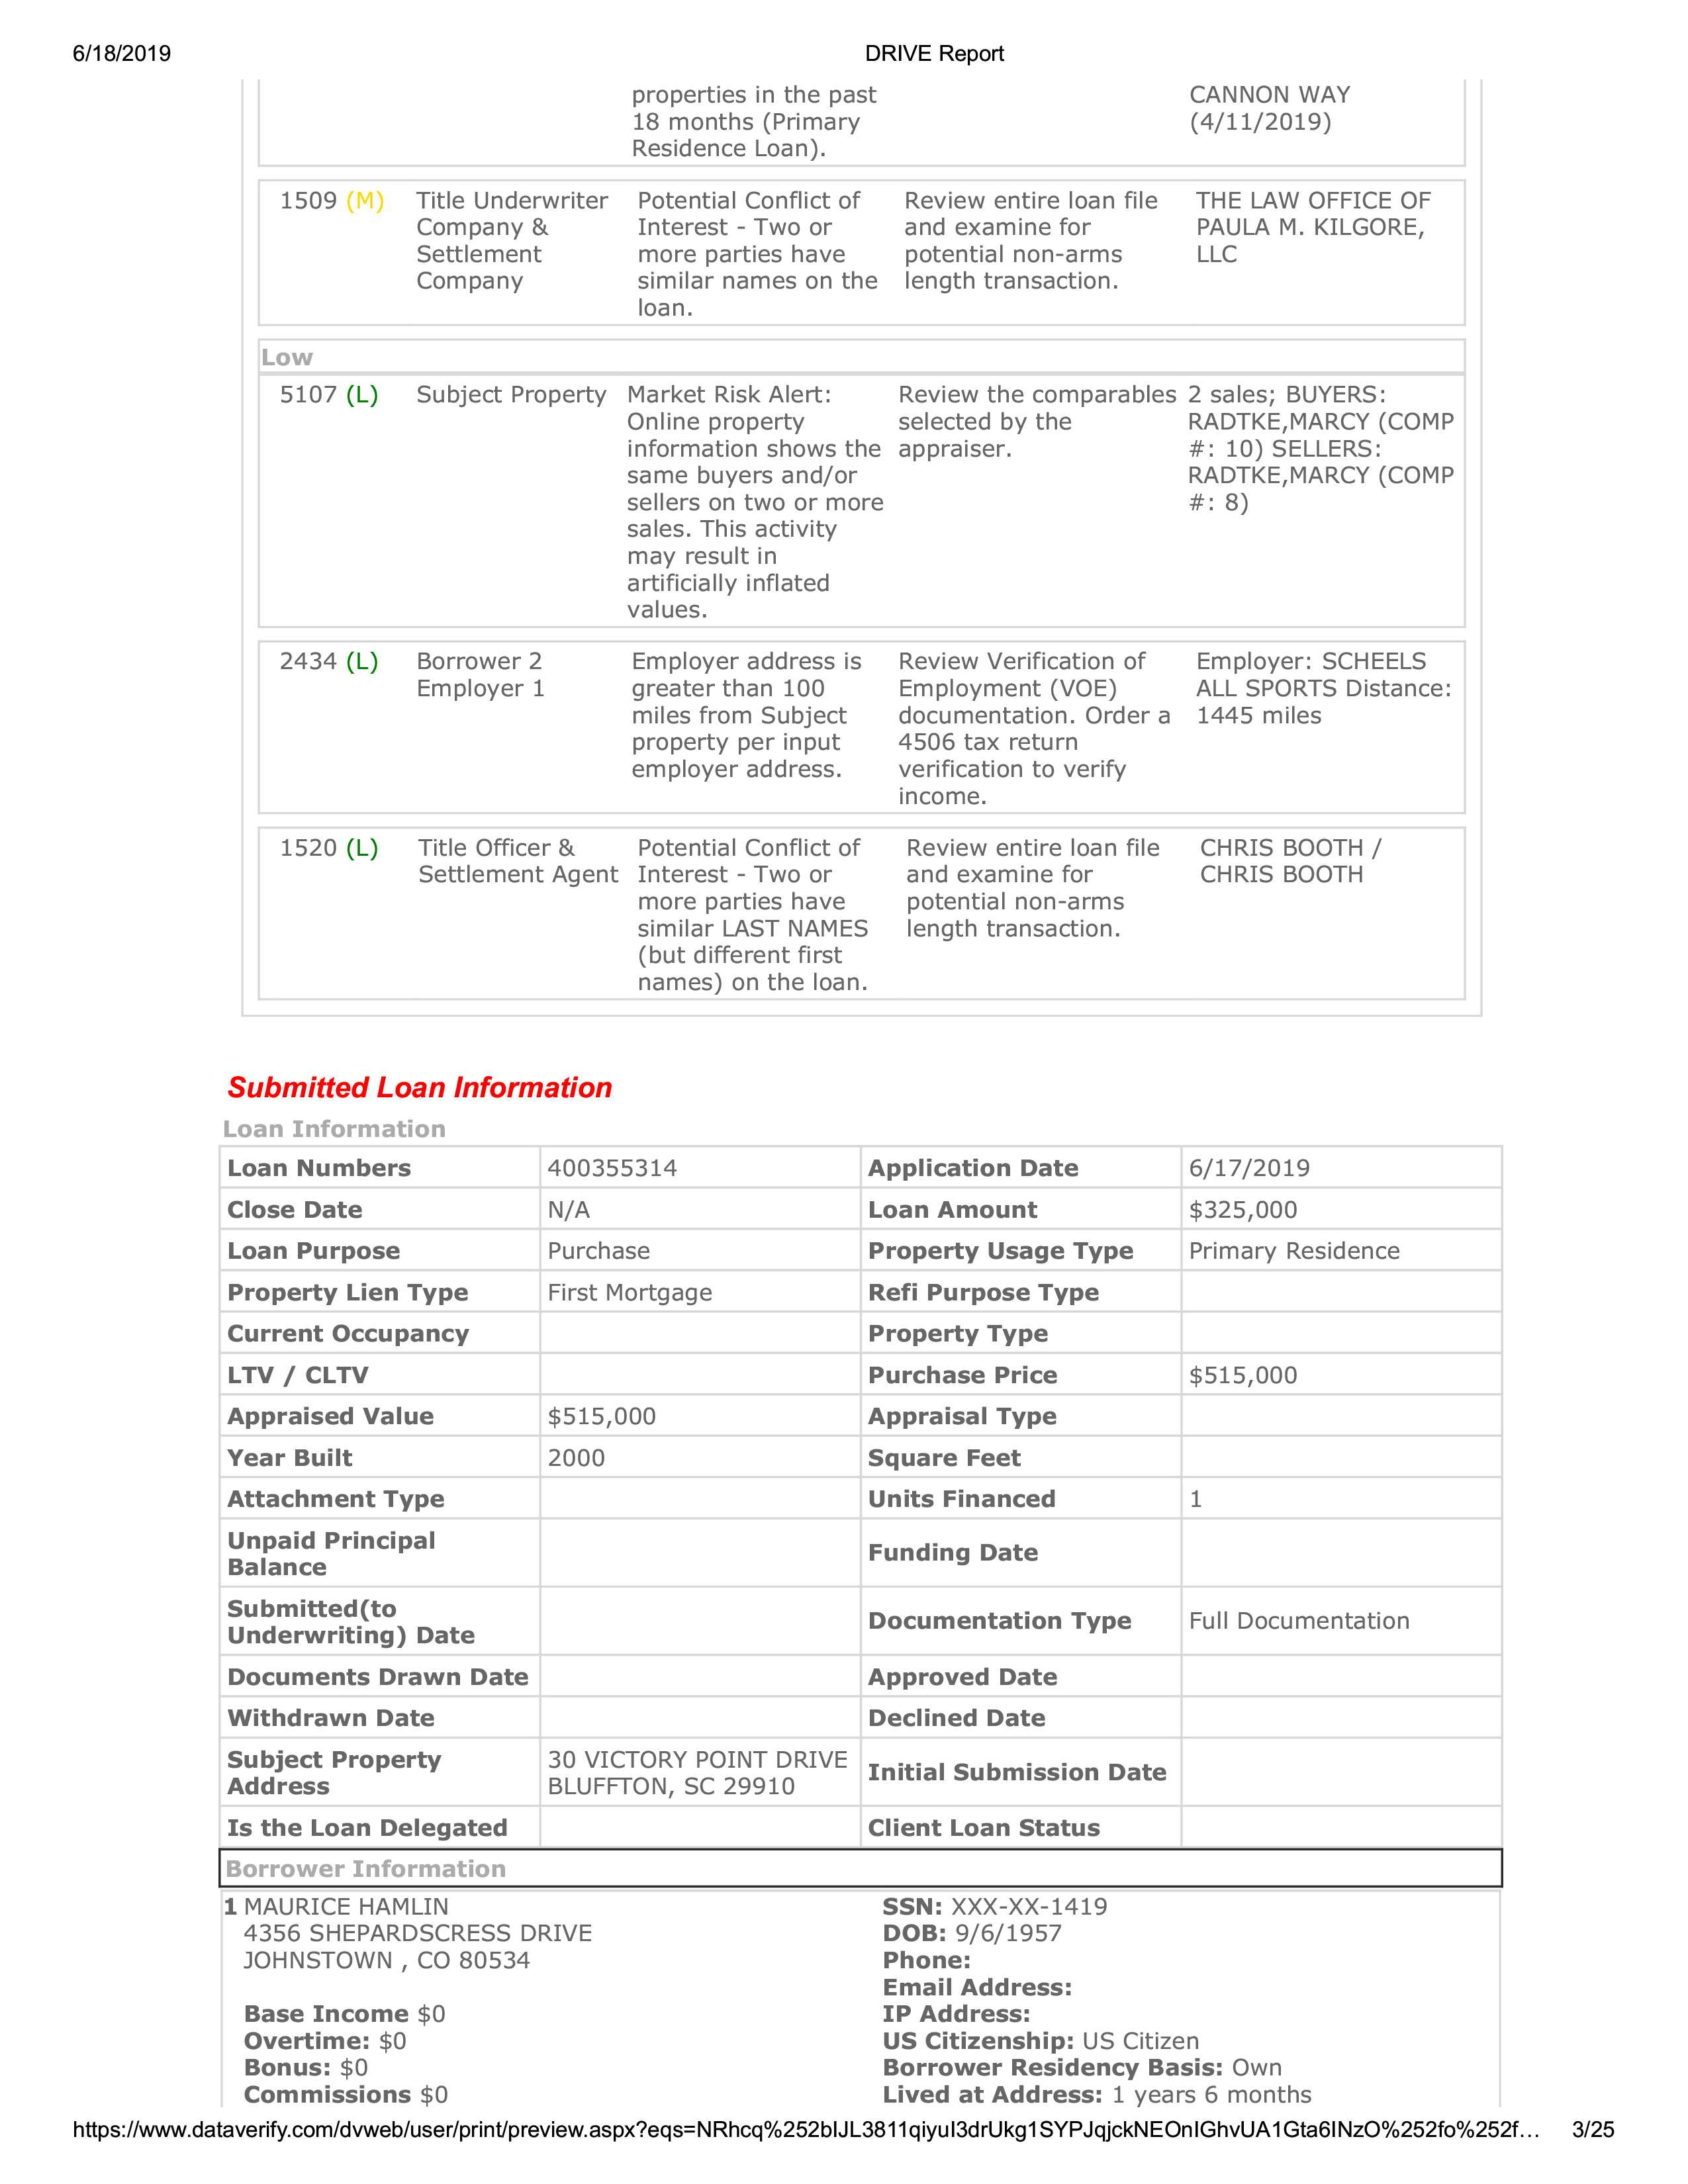 6/18/2019 DRIVE Report
properties in the past CANNON WAY
18 months (Primary (4/11/2019)
Residence Loan).
1509 (M) Title Underwriter Potential Conflict of Review entire loan file THE LAW OFFICE OF
Company & Interest - Two or and examine for PAULA M. KILGORE,
Settlement more parties have potential non-arms LLC
Company similar names on the length transaction.
loan.
Low
5107 (L) Subject Property Market Risk Alert: Review the comparables 2 sales; BUYERS:
Online property selected by the RADTKE,MARCY (COMP
information shows the appraiser. #: 10) SELLERS:
same buyers and/or RADTKE,MARCY (COMP
sellers on two or more #: 8)
sales. This activity
may result in
artificially inflated
values.
2434 (L) Borrower 2 Employer address is Review Verification of Employer: SCHEELS
Employer 1 greater than 100 Employment (VOE) ALL SPORTS Distance:
miles from Subject documentation. Order a 1445 miles
property per input 4506 tax return
employer address. verification to verify
income.
1520 (L) Title Officer & Potential Conflict of Review entire loan file CHRIS BOOTH /
Settlement Agent Interest - Two or and examine for CHRIS BOOTH
more parties have potential non-arms
similar LAST NAMES length transaction.
(but different first
names) on the loan.
Submitted Loan Information
Loan Information
Loan Numbers 400355314 Application Date 6/17/2019
Close Date N/A Loan Amount $325,000
Loan Purpose Purchase Property Usage Type Primary Residence
Property Lien Type First Mortgage Refi Purpose Type
Current Occupancy Property Type
LTV / CLTV Purchase Price $515,000
Appraised Value $515,000 Appraisal Type
Year Built 2000 Square Feet
Attachment Type Units Financed 1
Unpaid Principal
Balance Funding Date
Submitted(to
Underwriting) Date Documentation Type Full Documentation
Documents Drawn Date Approved Date
Withdrawn Date Declined Date
Subject Property 30 VICTORY POINT DRIVE
Address BLUFFTON, SC 29910 Initial Submission Date
Is the Loan Delegated Client Loan Status
Borrower Information
1 MAURICE HAMLIN SSN: XXX-XX-1419
4356 SHEPARDSCRESS DRIVE DOB: 9/6/1957
JOHNSTOWN , CO 80534 Phone:
Email Address:
Base Income $0 IP Address:
Overtime: $0 US Citizenship: US Citizen
Bonus: $0 Borrower Residency Basis: Own
Commissions $0 Lived at Address: 1 years 6 months
https://www.dataverify.com/dvweb/user/print/preview.aspx?eqs=NRhcq%252bIJL3811qiyuI3drUkg1SYPJqjckNEOnIGhvUA1Gta6INzO%252fo%252f… 3/25